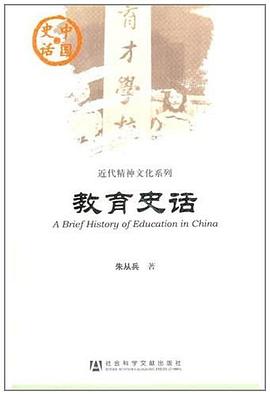 中国
史话
育才學校
近代精神文化系列
教育史话
A Brief History of Education in China
朱从兵 著
社会科学文献出版社